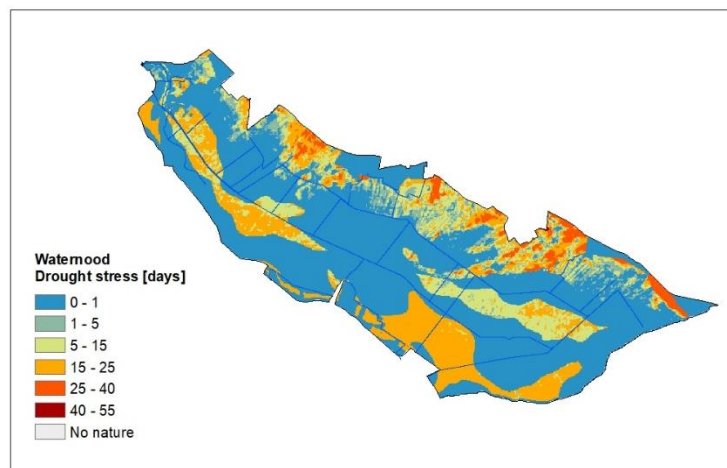 Waternood
Drought stress [days]
0 - 1
1 - 5
5 - 15
15 - 25
25 - 40
40 - 55
No nature